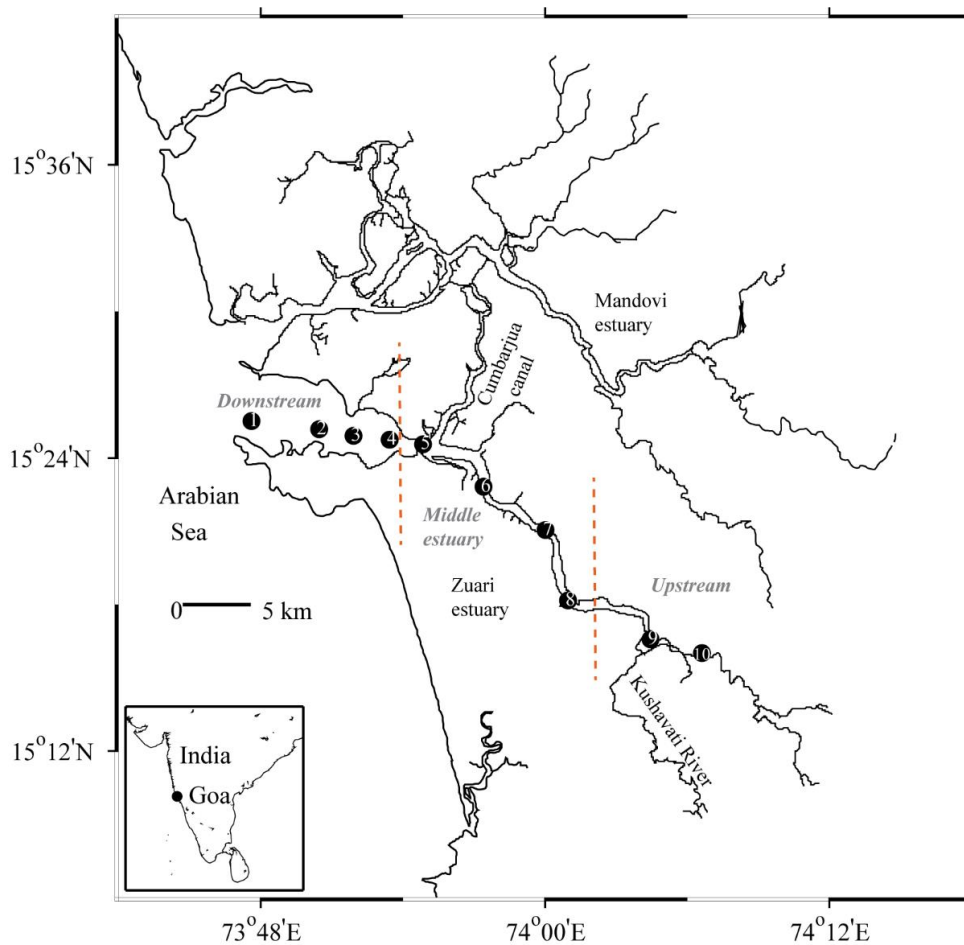 15°36'N
Mandovi
estuary
Cumbarjua
canal
Downstream
1
2
3
4
5
15°24'N
6
Arabian
Sea
Middle
estuary
7
Zuari
estuary
Upstream
8
0 5 km
9
10
Kushavati River
15°12'N
India
Goa
73°48'E
74°00'E
74°12'E